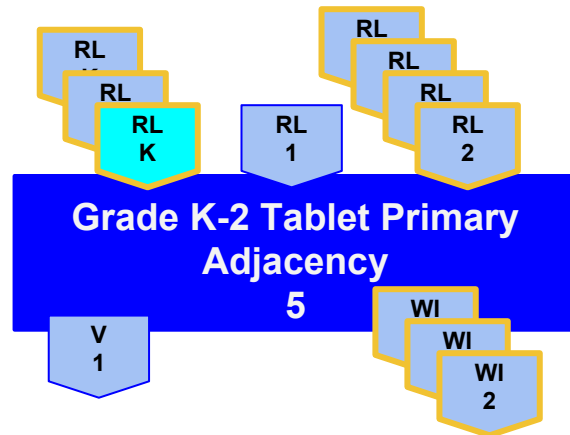 RL
RL
RL
K
RL
1
RL
RL
RL
RL
2
Grade K-2 Tablet Primary
Adjacency
5
V
1
WI
WI
WI
2